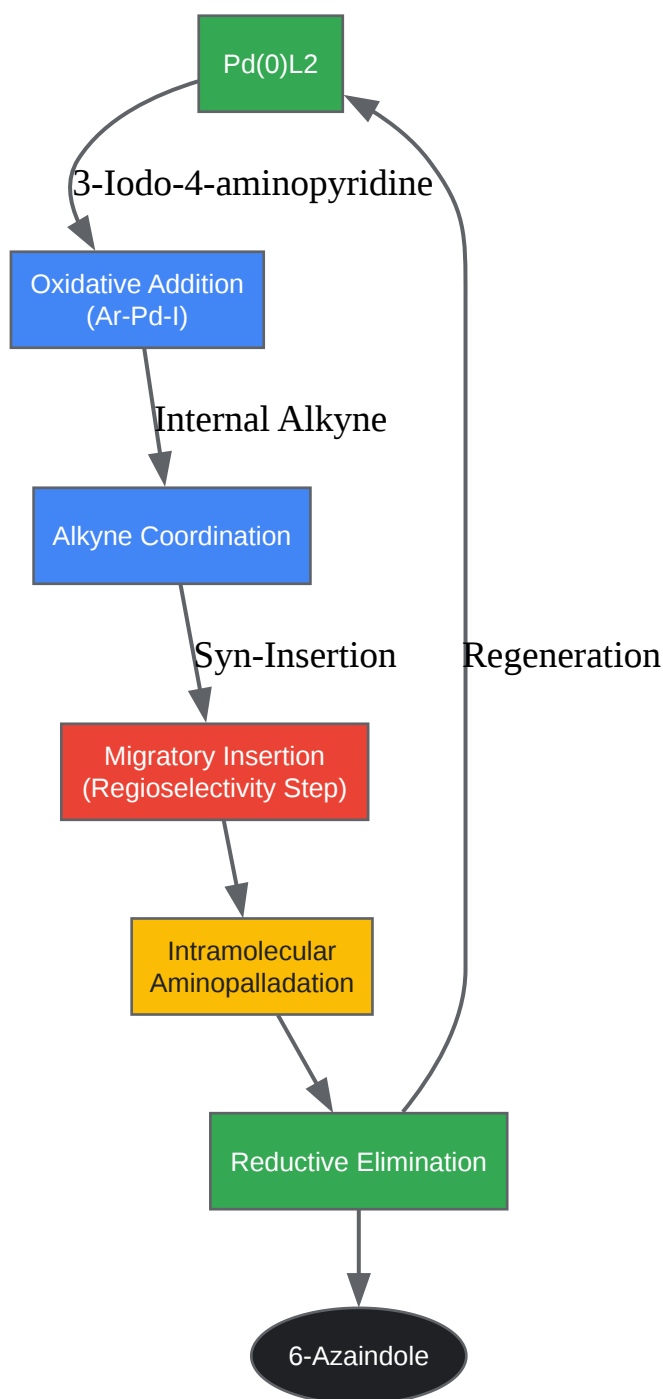 Pd(0)L2
3-Iodo-4-aminopyridine
Oxidative Addition
(Ar-Pd-I)
Internal Alkyne
Alkyne Coordination
Syn-Insertion
Regeneration
Migratory Insertion
(Regioselectivity Step)
Intramolecular
Aminopalladation
Reductive Elimination
6-Azaindole